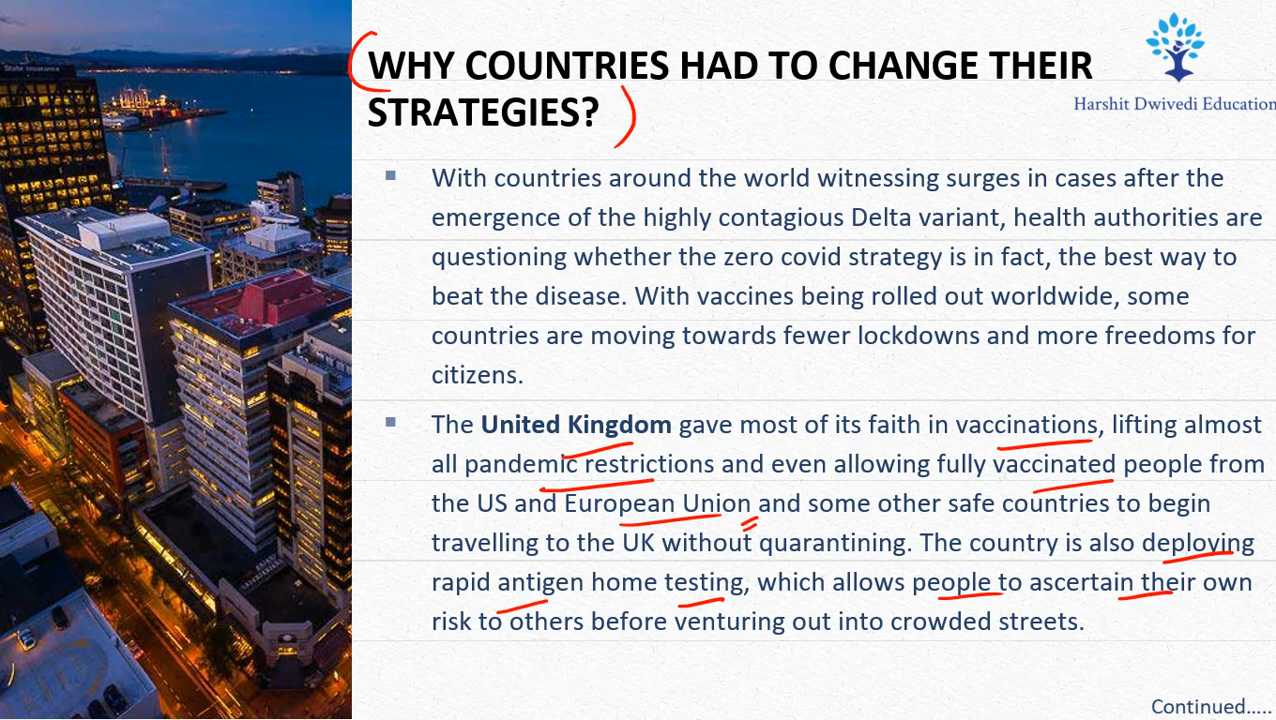 State Insurance
WHY COUNTRIES HAD TO CHANGE THEIR
STRATEGIES?
Harshit Dwivedi Education
With countries around the world witnessing surges in cases after the
emergence of the highly contagious Delta variant, health authorities are
questioning whether the zero covid strategy is in fact, the best way to
beat the disease. With vaccines being rolled out worldwide, some
countries are moving towards fewer lockdowns and more freedoms for
citizens.
The United Kingdom gave most of its faith in vaccinations, lifting almost
all pandemic restrictions and even allowing fully vaccinated people from
the US and European Union and some other safe countries to begin
travelling to the UK without quarantining. The country is also deploying
rapid antigen home testing, which allows people to ascertain their own
risk to others before venturing out into crowded streets.
Continued.....